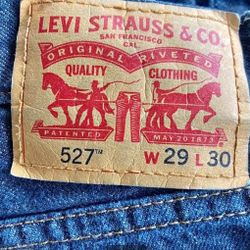 LEVI STRAUSS & CO.
SAN FRANCISCO
CAL.
ORIGINAL RIVETED
QUALITY CLOTHING
PATENTED MAY 20 1873
527™ W 29 L 30